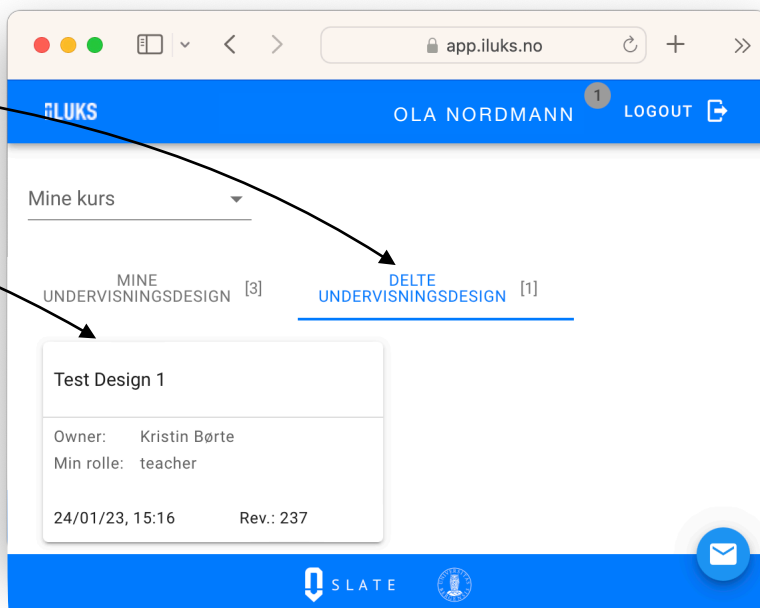 app.iluks.no
iLUKS
OLA NORDMANN
1
LOGOUT
Mine kurs
MINE
UNDERVISNINGSDESIGN [3]
DELTE
UNDERVISNINGSDESIGN [1]
Test Design 1
Owner: Kristin Børte
Min rolle: teacher
24/01/23, 15:16 Rev.: 237
SLATE